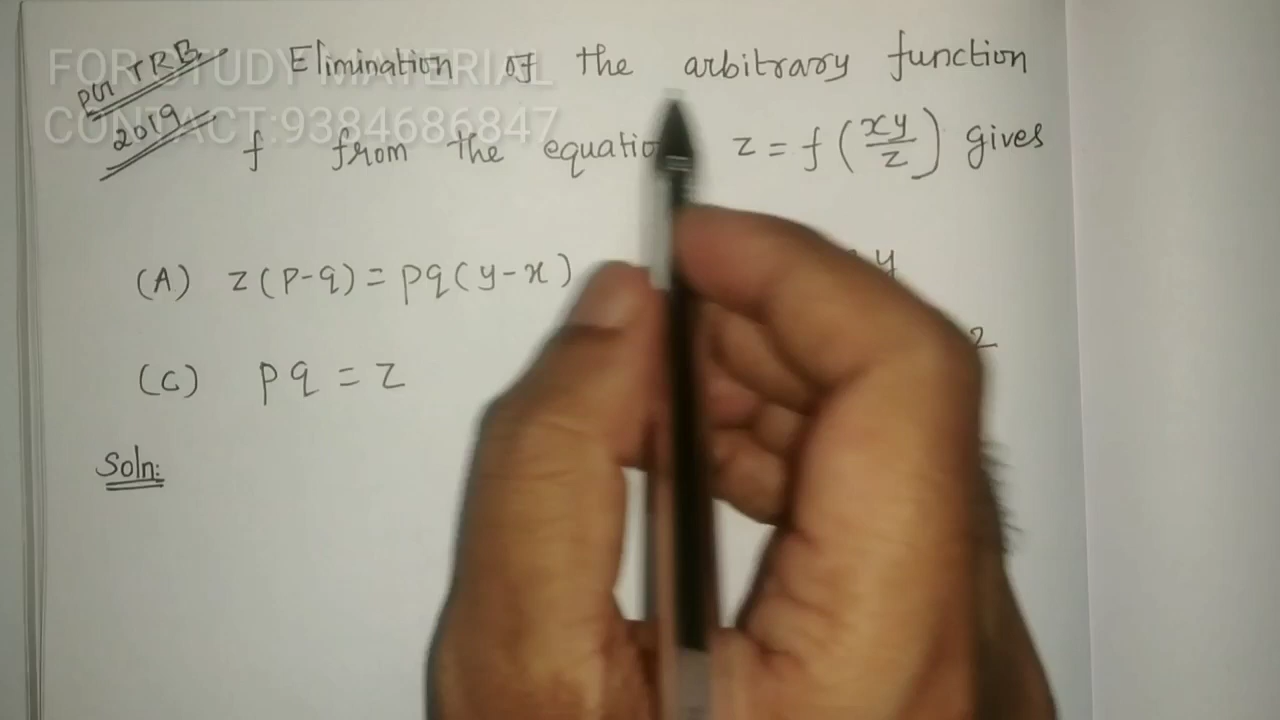 FOR STUDY MATERIAL
CONTACT:9384686847
PG TRB
2019
Elimination of the arbitrary function
f from the equation z = f(xy/z) gives
(A) z(p-q) = pq(y-x)
y
2
(C) pq = z
Soln: